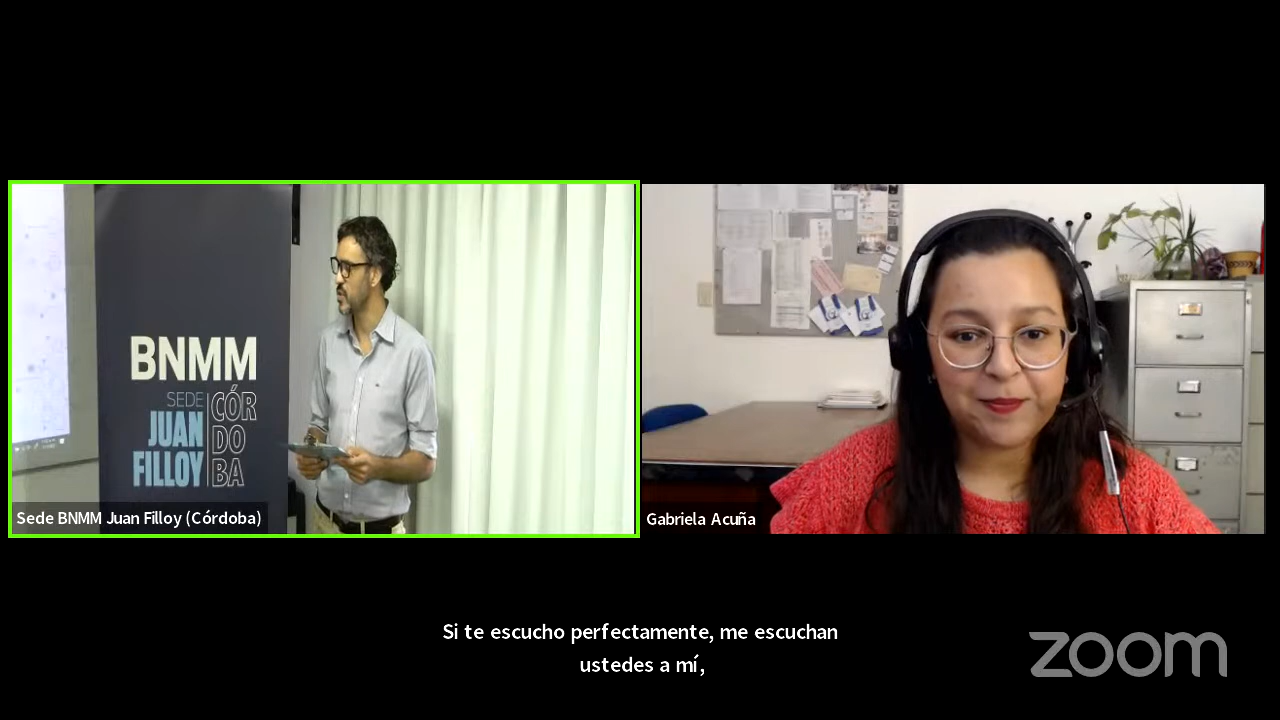 BNMM
SEDE
JUAN
FILLOY
CÓR
DO
BA
Sede BNMM Juan Filloy (Córdoba)
Gabriela Acuña
Si te escucho perfectamente, me escuchan
ustedes a mí,
zoom